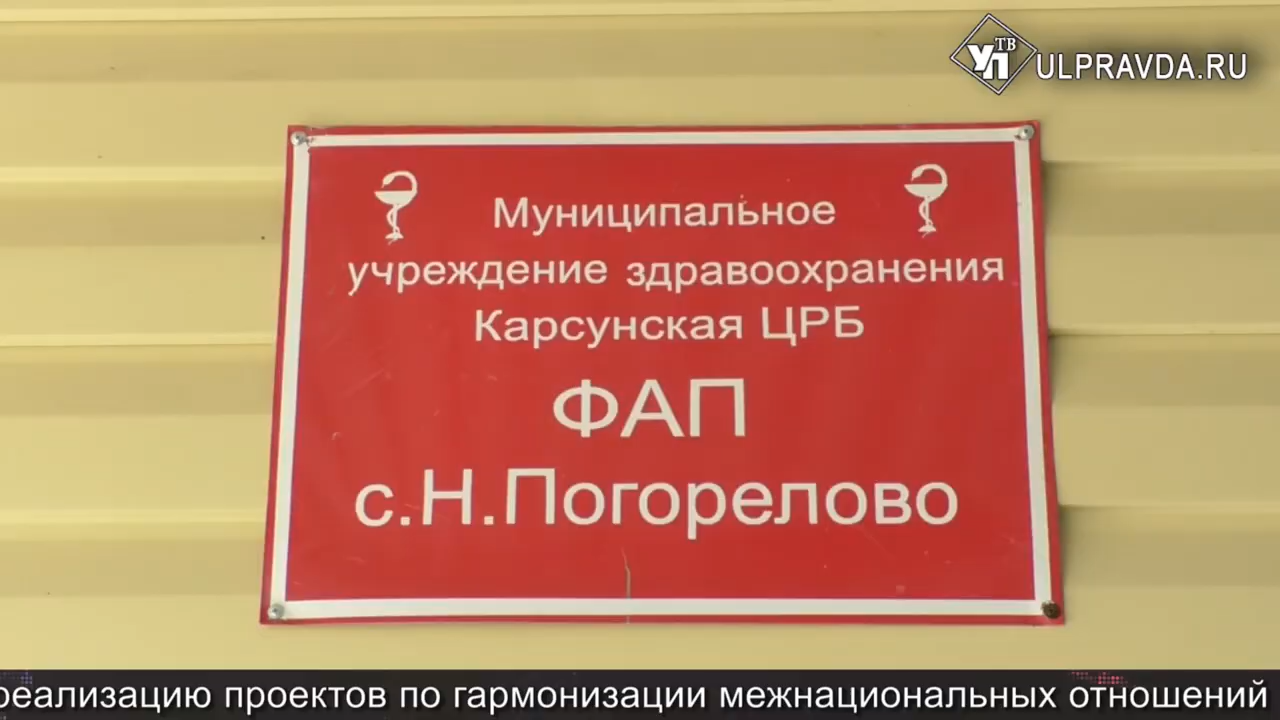 УП ТВ ULPRAVDA.RU
Муниципальное
учреждение здравоохранения
Карсунская ЦРБ
ФАП
с.Н.Погорелово
реализацию проектов по гармонизации межнациональных отношений